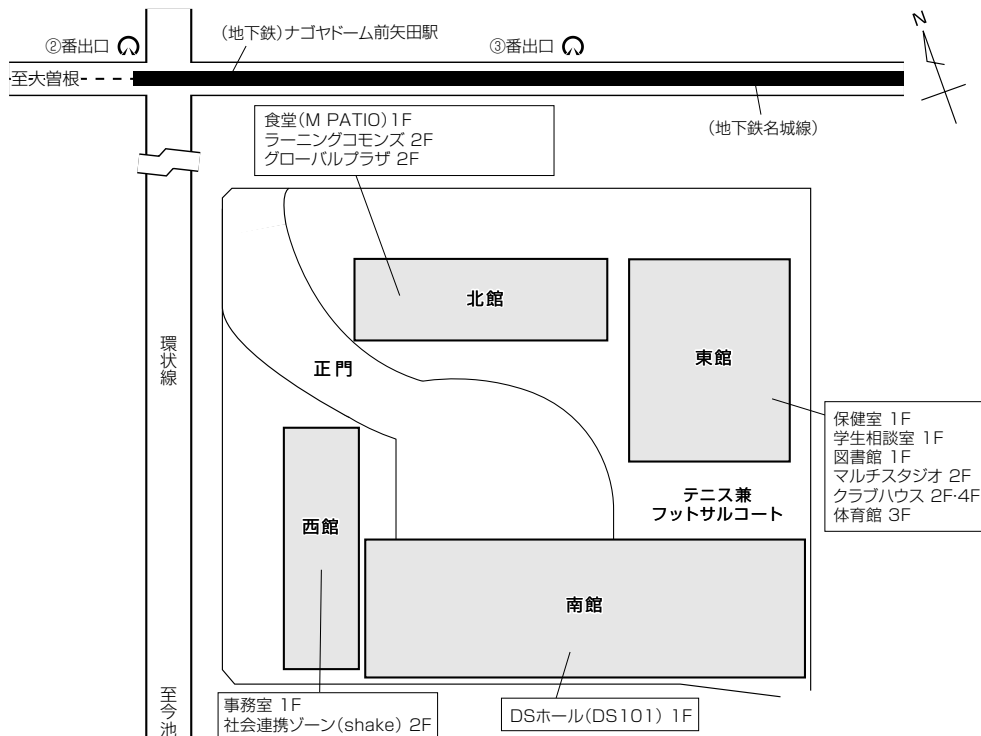 ②番出口
(地下鉄)ナゴヤドーム前矢田駅
③番出口
N
至大曽根
(地下鉄名城線)
食堂(M PATIO)1F
ラーニングコモンズ 2F
グローバルプラザ 2F
北館
東館
環状線
正門
保健室 1F
学生相談室 1F
図書館 1F
マルチスタジオ 2F
クラブハウス 2F·4F
体育館 3F
テニス兼
フットサルコート
西館
南館
至今池
事務室 1F
社会連携ゾーン(shake) 2F
DSホール(DS101) 1F